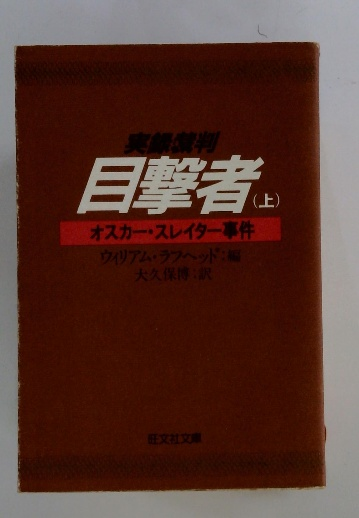 実録裁判
目撃者(上)
オスカー・スレイター事件
ウィリアム・ラフヘッド:編
大久保博:訳
旺文社文庫